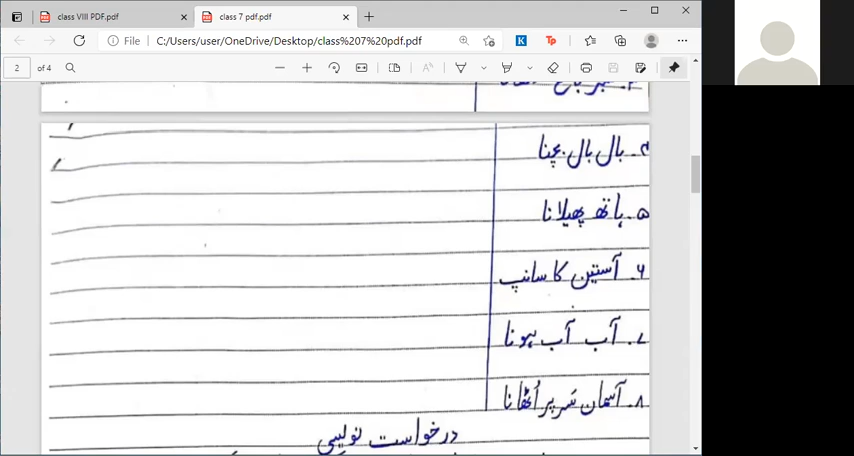 class VIII PDF.pdf
class 7 pdf.pdf
File C:/Users/user/OneDrive/Desktop/class%207%20pdf.pdf
2 of 4
۴۔ بال بال بچنا
۵۔ ہاتھ پھیلانا
۶۔ آستین کا سانپ
۷۔ آب آب ہونا
۸۔ آسمان سر پر اُٹھانا
درخواست نویسی